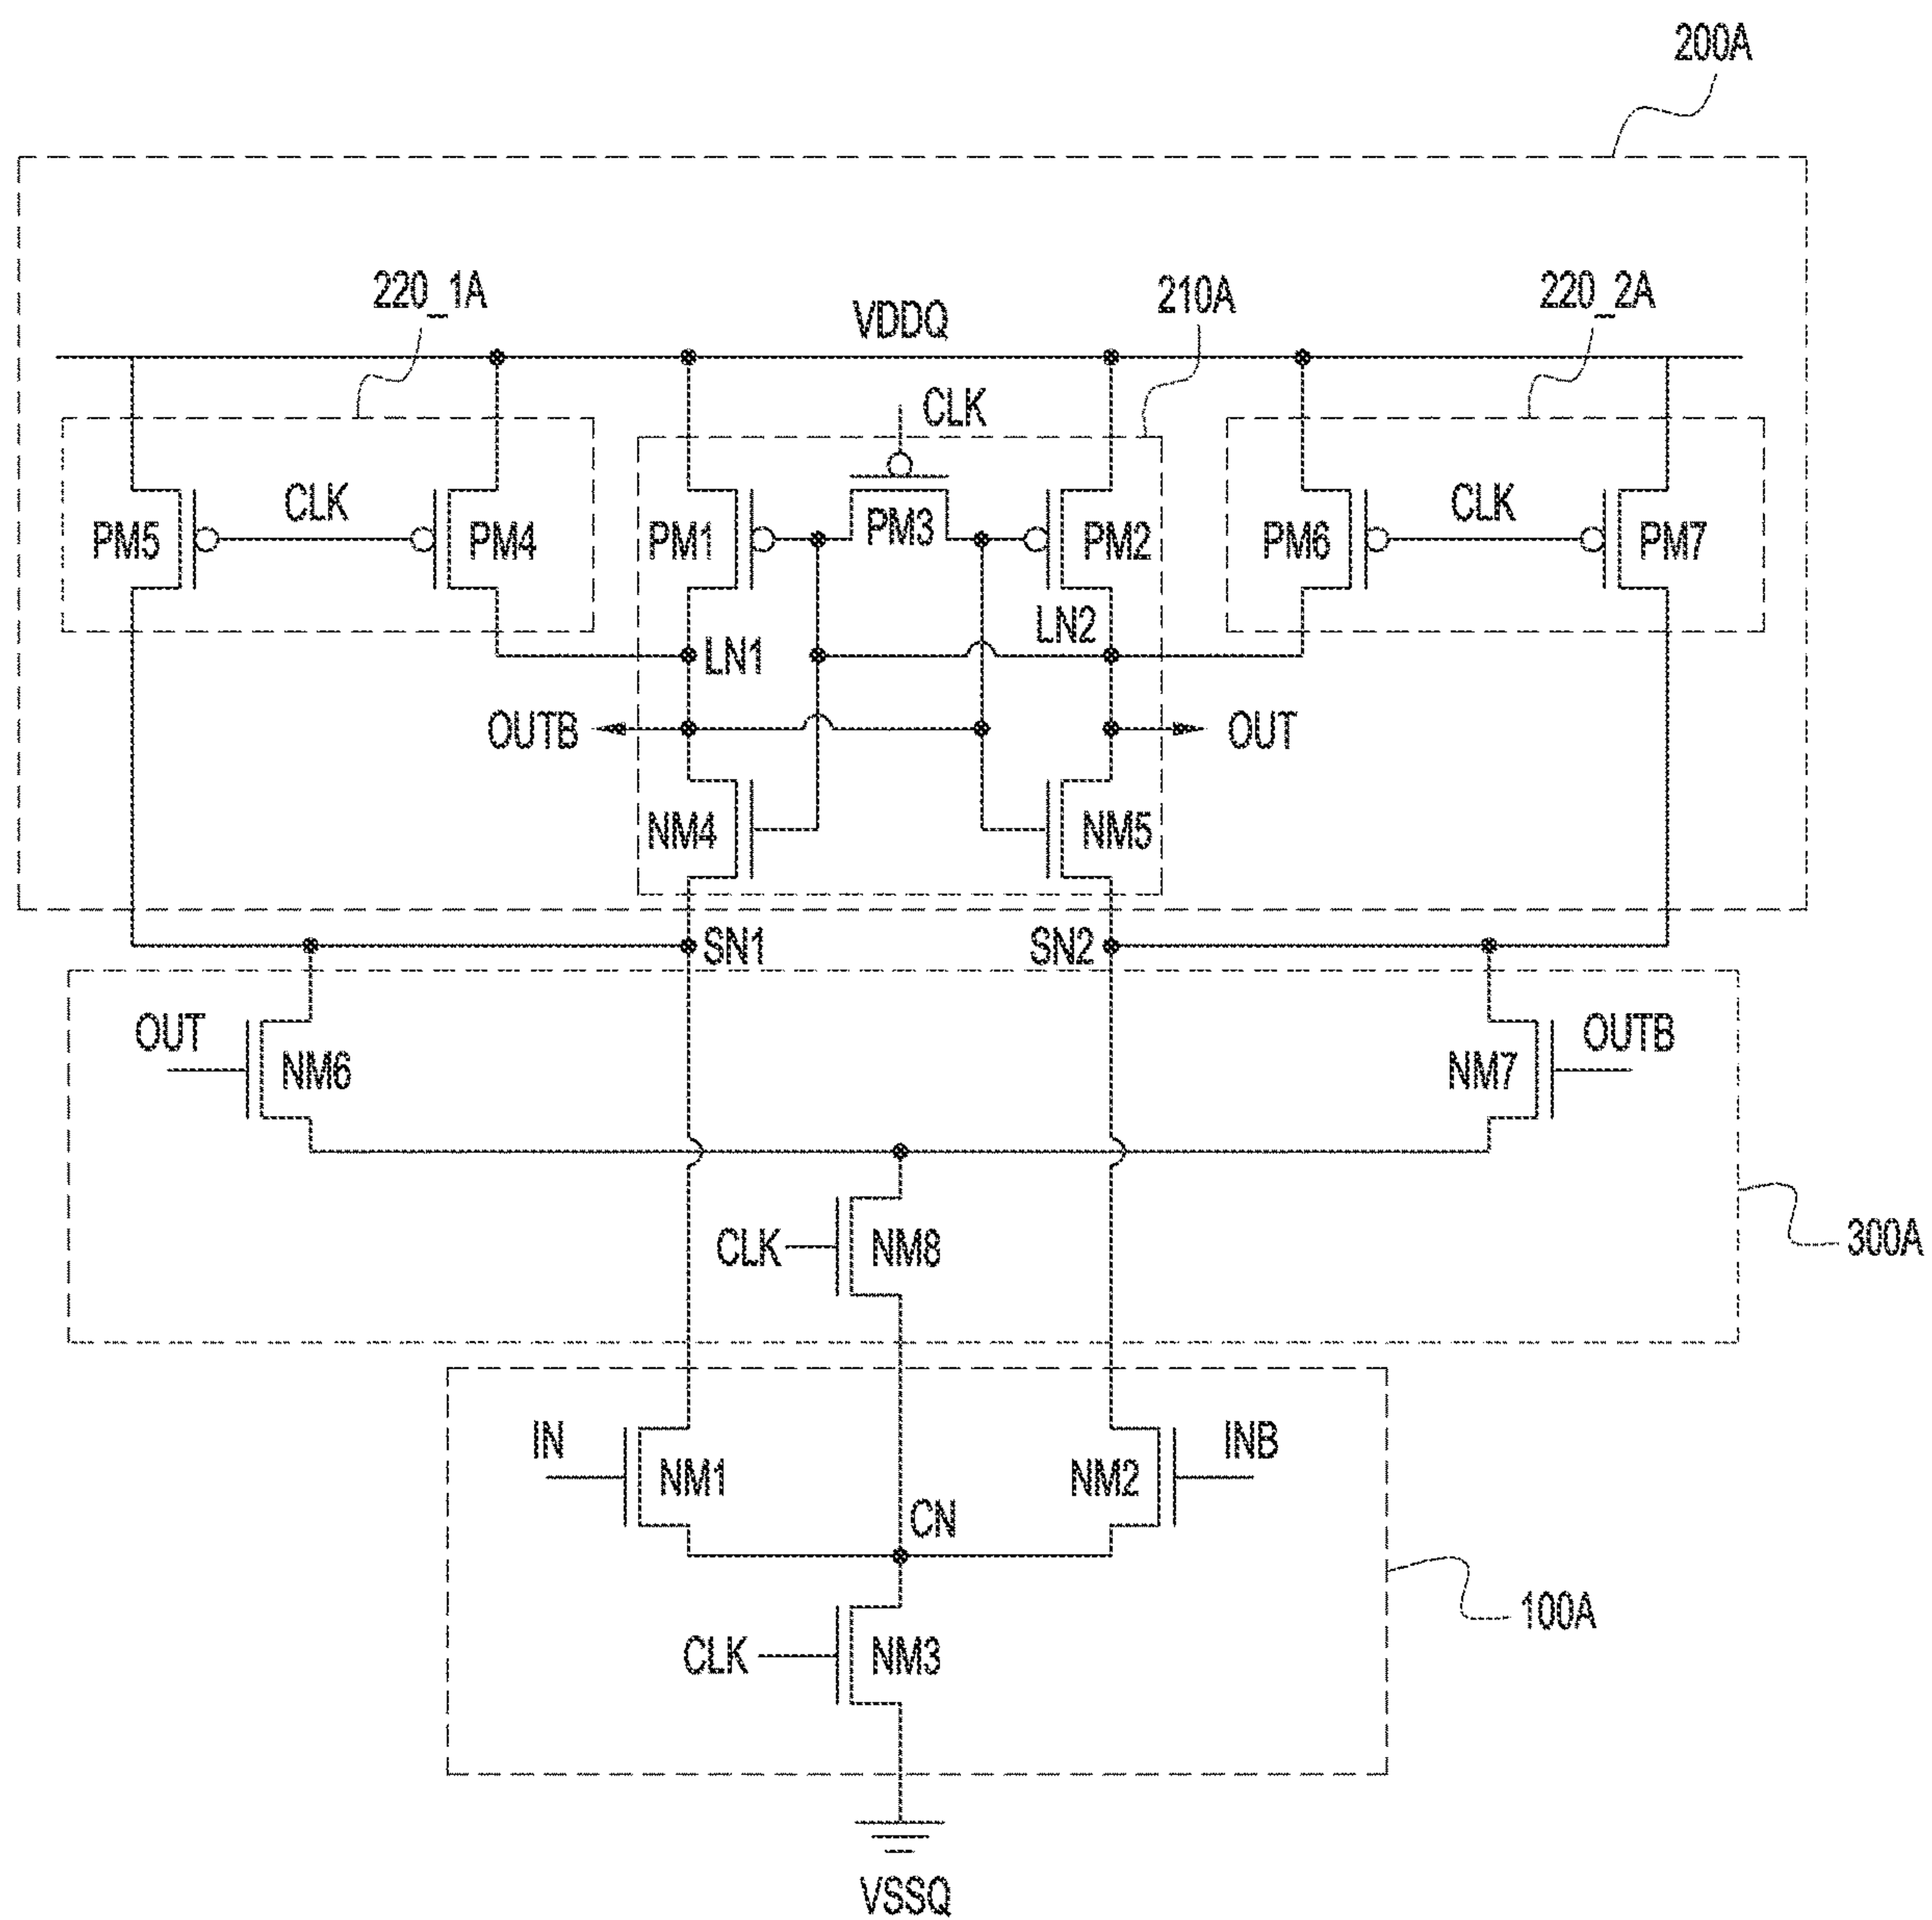 200A
220_1A
VDDQ
210A
220_2A
CLK
PM5
CLK
PM4
PM1
PM3
PM2
PM6
CLK
PM7
LN1
LN2
OUTB
OUT
NM4
NM5
SN1
SN2
OUT
NM6
NM7
OUTB
CLK
NM8
300A
IN
NM1
NM2
INB
CN
CLK
NM3
100A
VSSQ